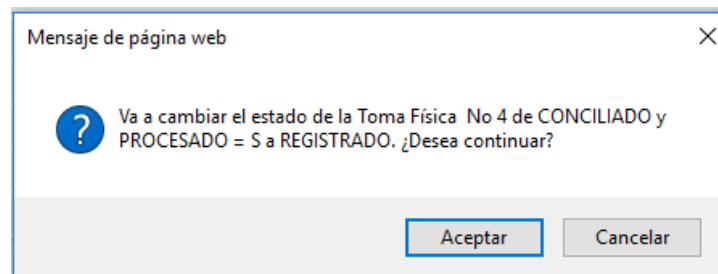 Mensaje de página web
Va a cambiar el estado de la Toma Física  No 4 de CONCILIADO y
PROCESADO = S a REGISTRADO. ¿Desea continuar?
Aceptar
Cancelar